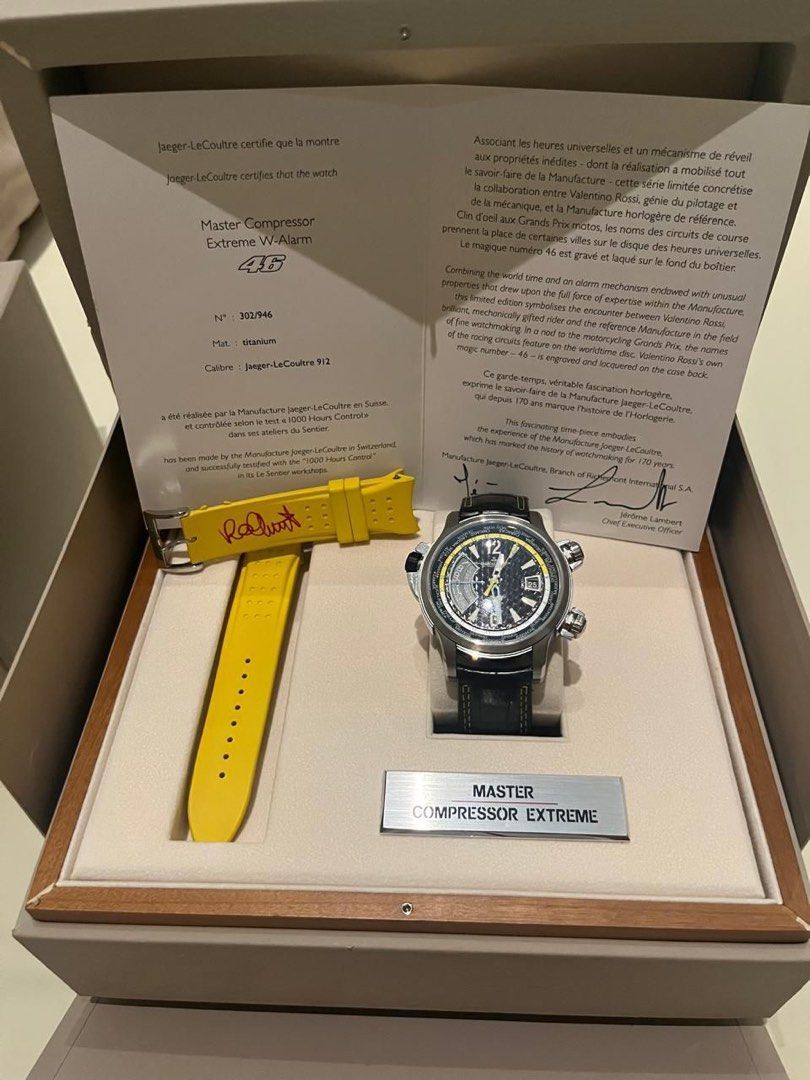 Jaeger-LeCoultre certifie que la montre
Jaeger-LeCoultre certifies that the watch
Master Compressor
Extreme W-Alarm
46
N° : 302/946
Mat. : titanium
Calibre : Jaeger-LeCoultre 912
a été réalisée par la Manufacture Jaeger-LeCoultre en Suisse,
et contrôlée selon le test «1000 Hours Control»
dans ses ateliers du Sentier.
has been made by the Manufacture Jaeger-LeCoultre in Switzerland,
and successfully testified with the "1000 Hours Control"
in its Le Sentier workshops.
Associant les heures universelles et un mécanisme de réveil
aux propriétés inédites - dont la réalisation a mobilisé tout
le savoir-faire de la Manufacture - cette série limitée concrétise
la collaboration entre Valentino Rossi, génie du pilotage et
de la mécanique, et la Manufacture horlogère de référence.
Clin d'oeil aux Grands Prix motos, les noms des circuits de course
prennent la place de certaines villes sur le disque des heures universelles.
Le magique numéro 46 est gravé et laqué sur le fond du boîtier.
Combining the world time and an alarm mechanism endowed with unusual
properties that drew upon the full force of expertise within the Manufacture,
this limited edition symbolises the encounter between Valentino Rossi,
brilliant, mechanically gifted rider and the reference Manufacture in the field
of fine watchmaking. In a nod to the motorcycling Grands Prix, the names
of the racing circuits feature on the worldtime disc. Valentino Rossi's own
magic number – 46 – is engraved and lacquered on the case back.
Ce garde-temps, véritable fascination horlogère,
exprime le savoir-faire de la Manufacture Jaeger-LeCoultre,
qui depuis 170 ans marque l'histoire de l'Horlogerie.
This fascinating time-piece embodies
the experience of the Manufacture Jaeger-LeCoultre,
which has marked the history of watchmaking for 170 years.
Manufacture Jaeger-LeCoultre, Branch of Richemont International S.A.
Jérôme Lambert
Chief Executive Officer
MASTER
COMPRESSOR EXTREME